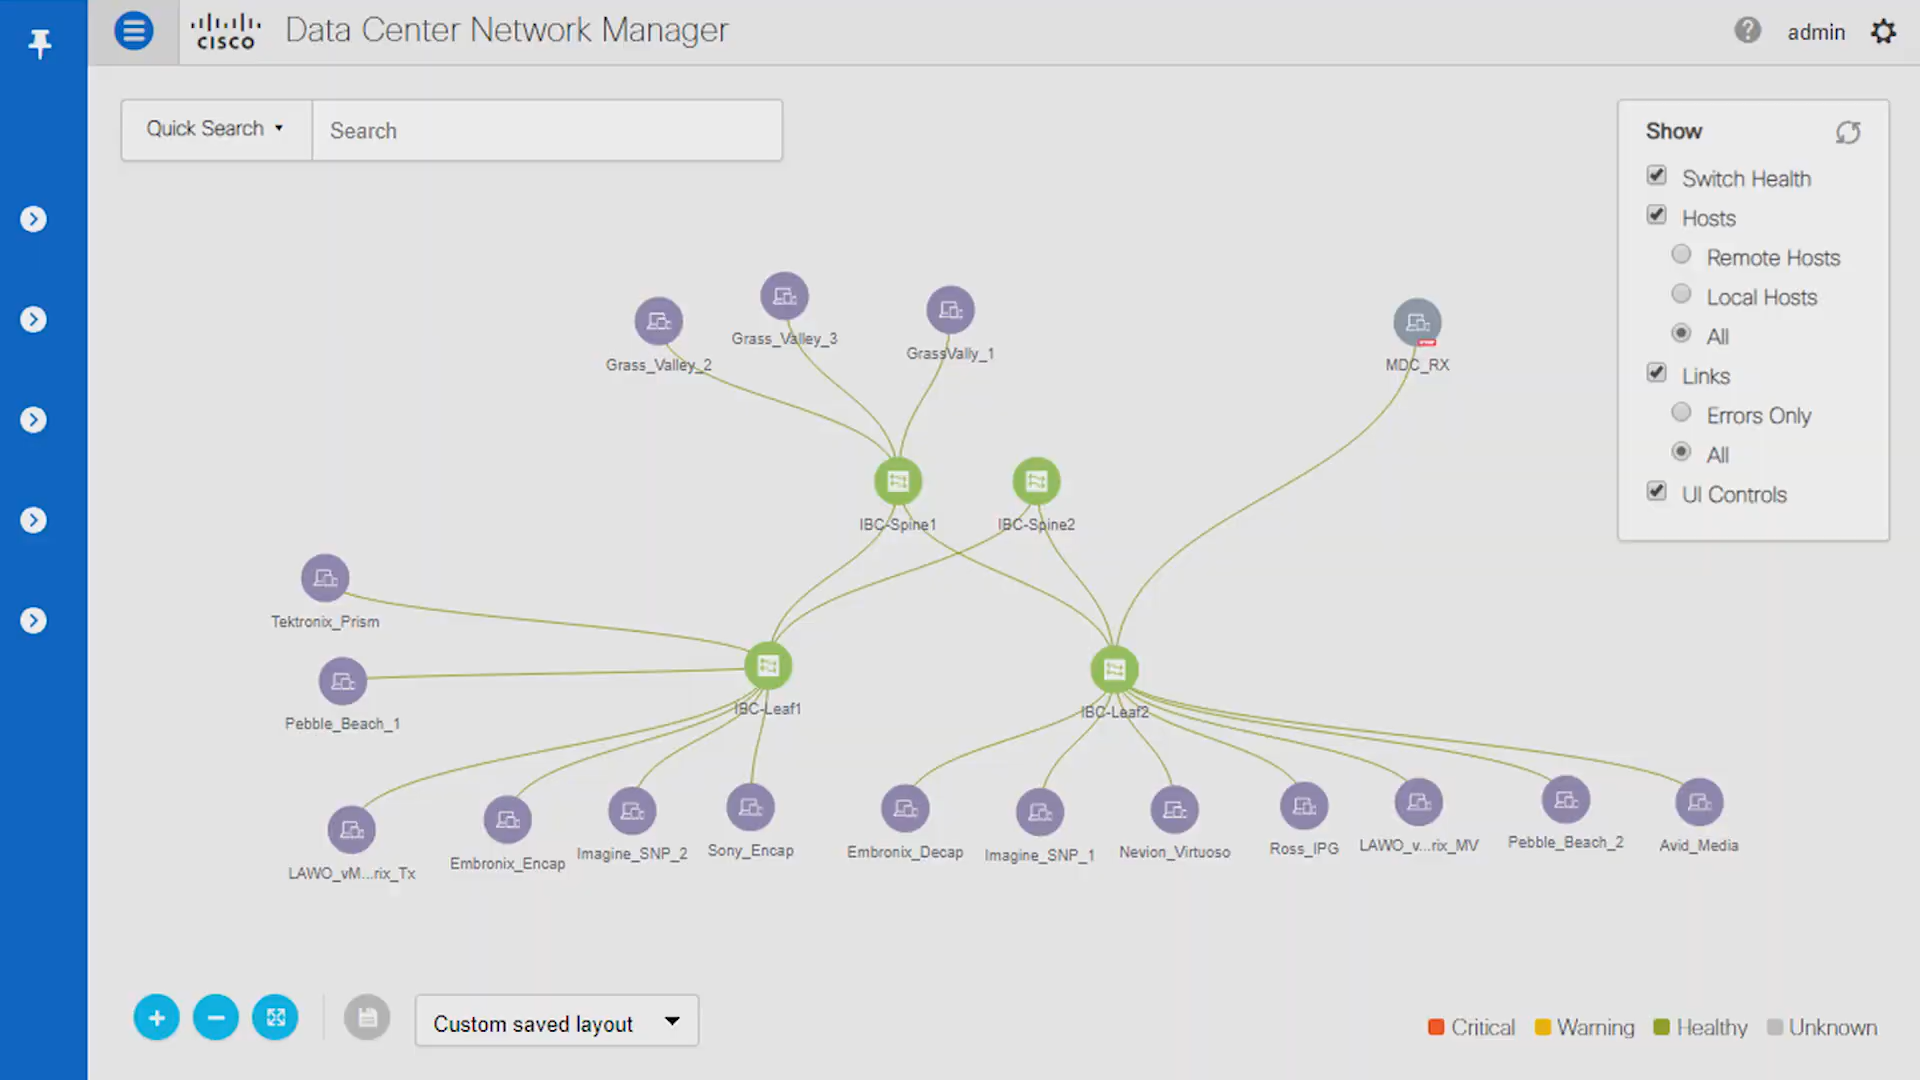 CISCO
Data Center Network Manager
admin
Quick Search
Search
Show
Switch Health
Hosts
Remote Hosts
Local Hosts
All
Links
Errors Only
All
UI Controls
Grass_Valley_3
GrassVally_1
Grass_Valley_2
MDC_RX
IBC-Spine1
IBC-Spine2
Tektronix_Prism
Pebble_Beach_1
IBC-Leaf1
IBC-Leaf2
LAWO_vM...rix_Tx
Embronix_Encap
Imagine_SNP_2
Sony_Encap
Embronix_Decap
Imagine_SNP_1
Nevion_Virtuoso
Ross_IPG
LAWO_v...rix_MV
Pebble_Beach_2
Avid_Media
Custom saved layout
Critical
Warning
Healthy
Unknown